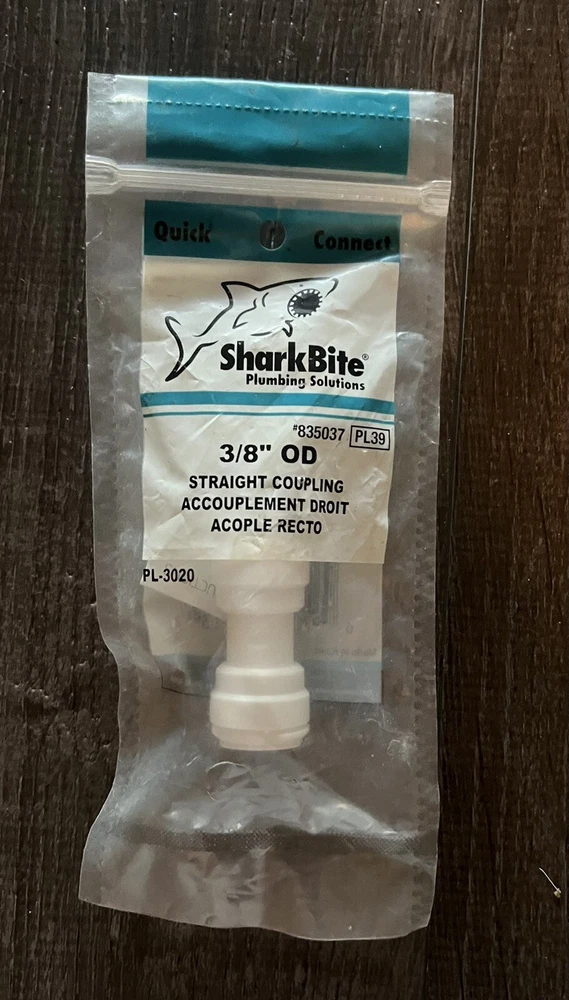 Quick Connect
SharkBite®
Plumbing Solutions
#835037 PL39
3/8" OD
STRAIGHT COUPLING
ACCOUPLEMENT DROIT
ACOPLE RECTO
PL-3020